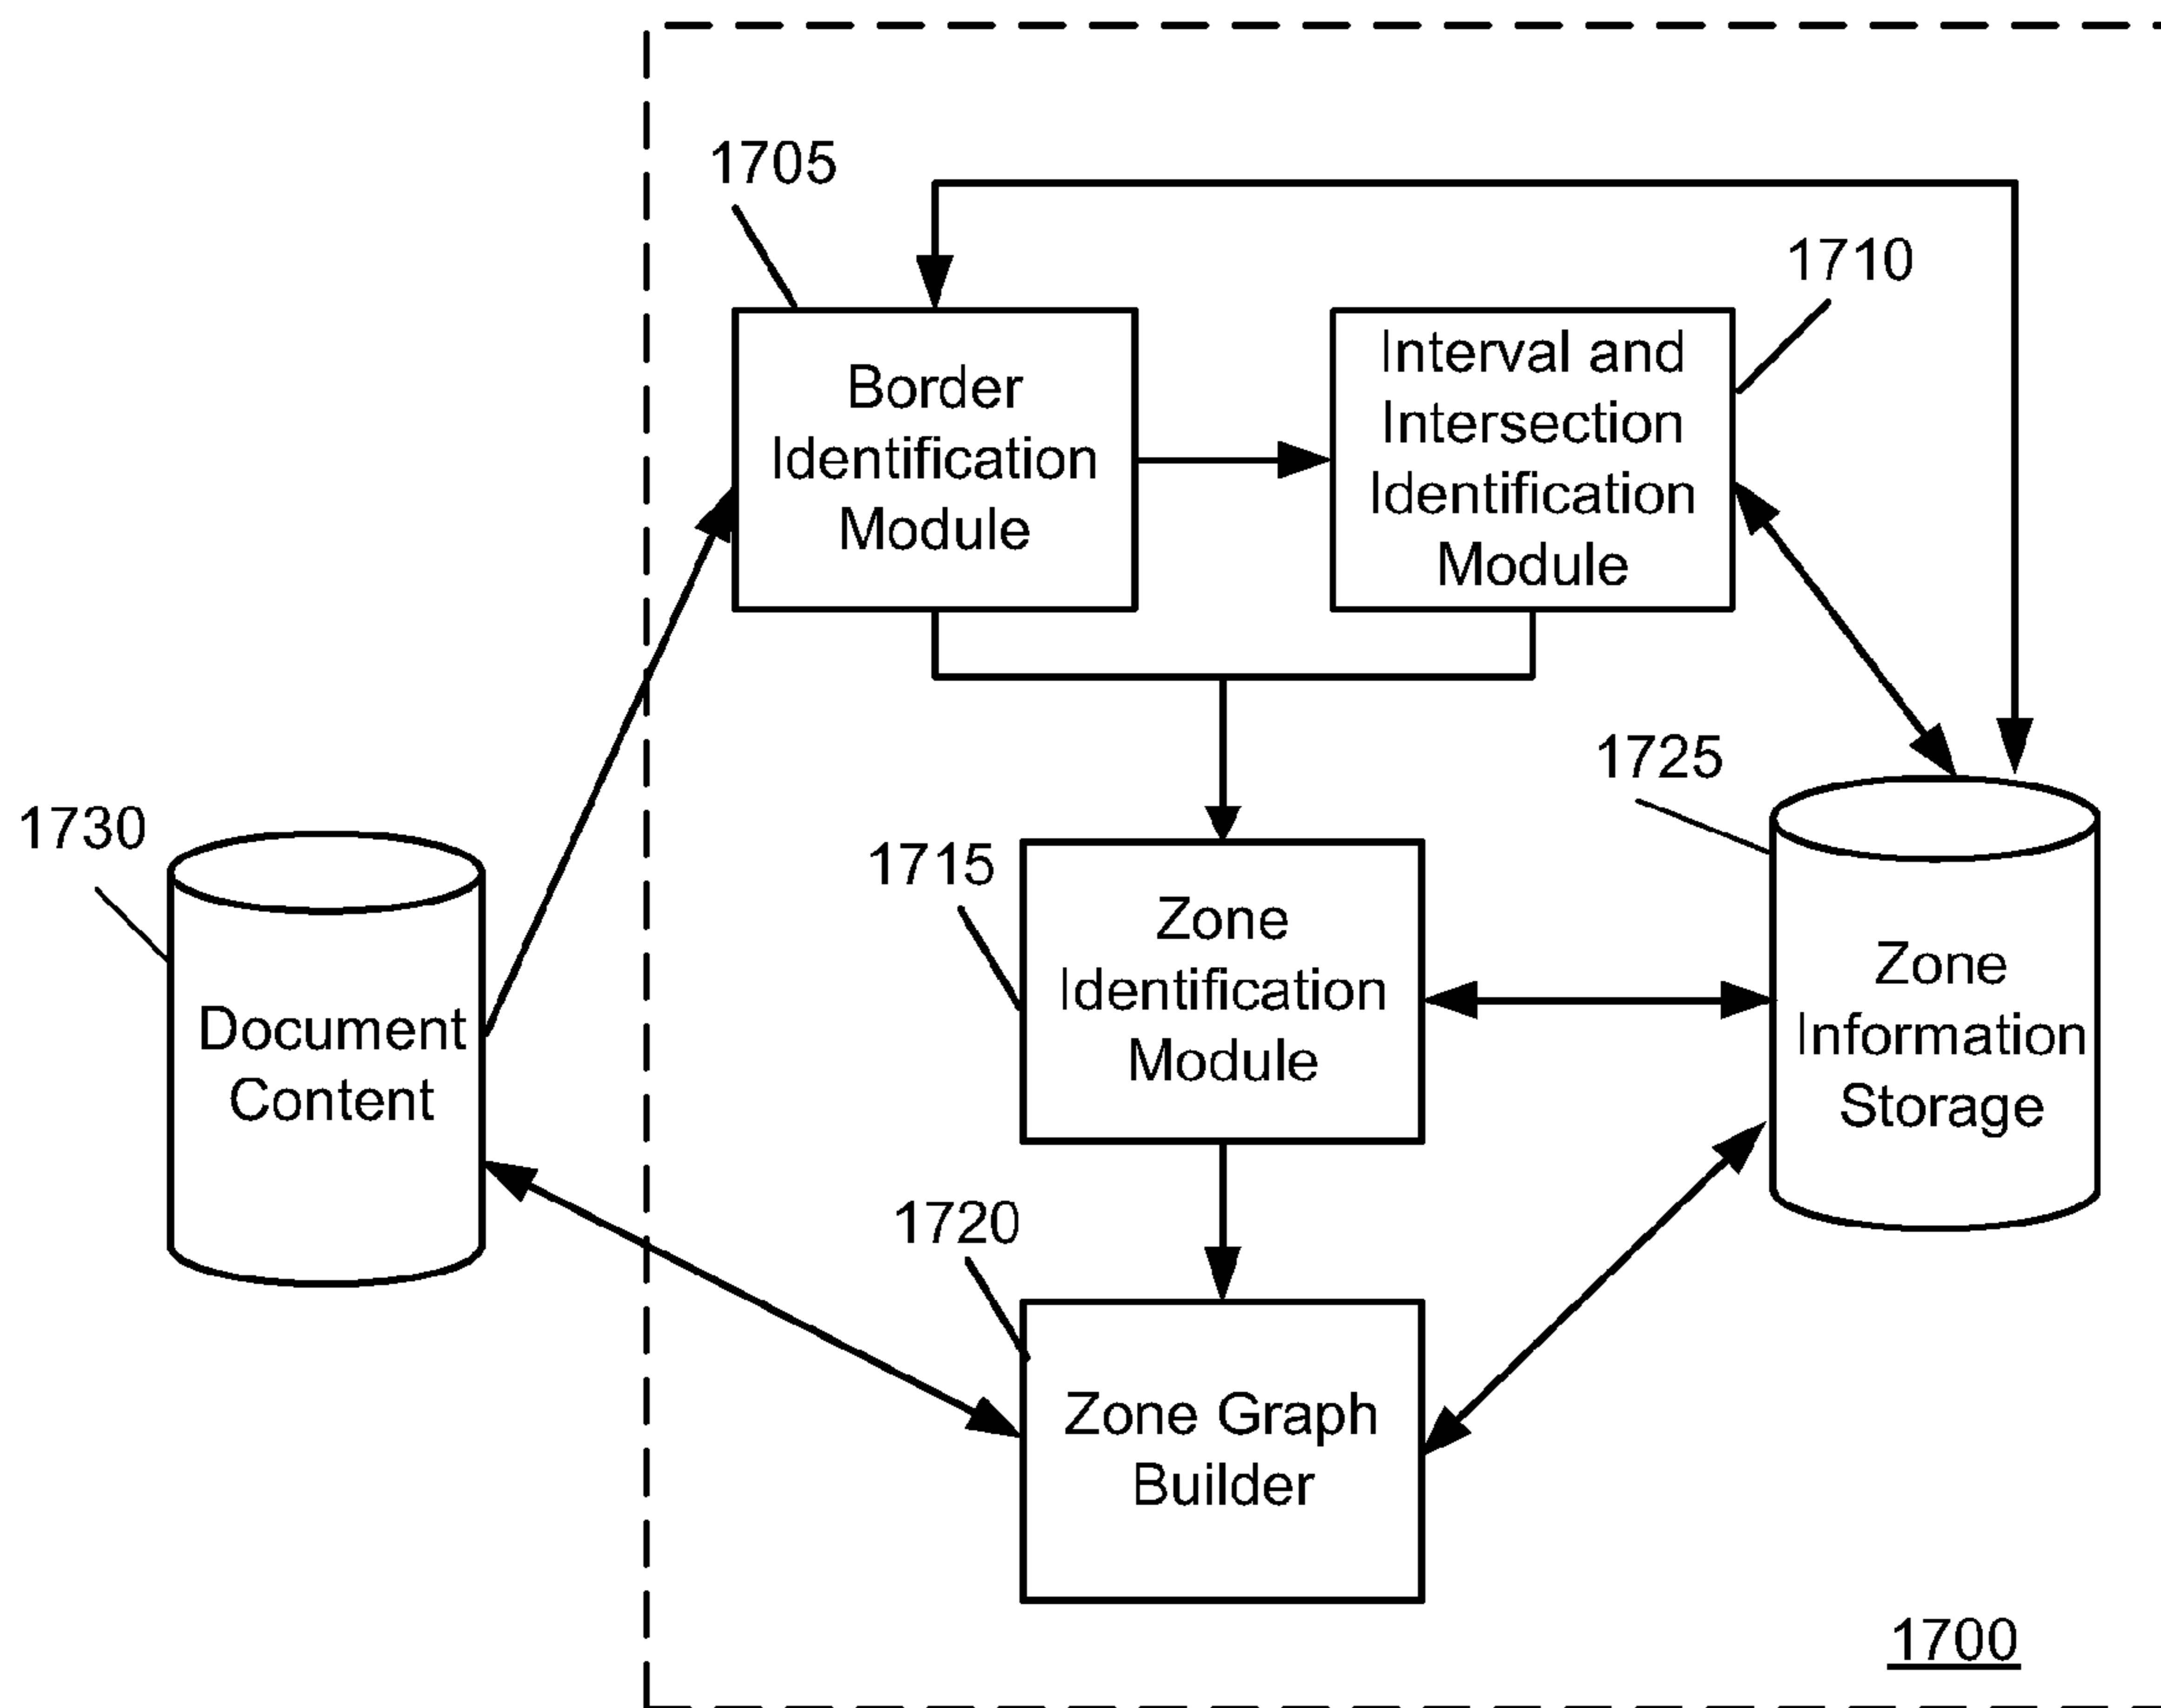 1705
1710
Border
Identification
Module
Interval and
Intersection
Identification
Module
1725
1730
1715
Zone
Identification
Module
Zone
Information
Storage
Document
Content
1720
Zone Graph
Builder
1700